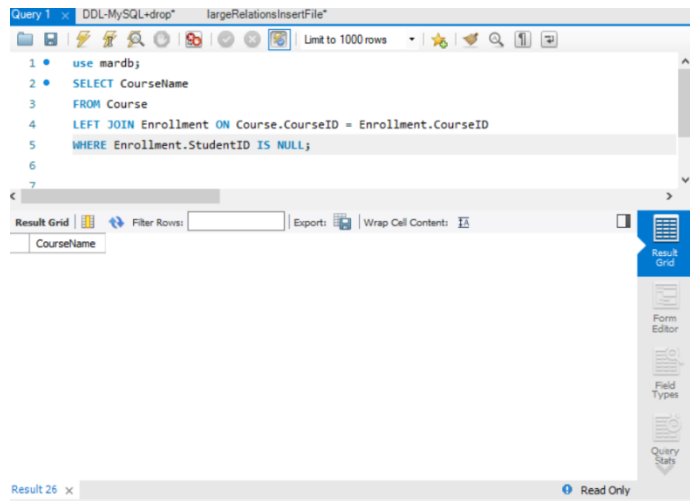 Query 1 DDL-MySQL+drop* largeRelationsInsertFile*
Limit to 1000 rows
1 use mardb;
2 SELECT CourseName
3 FROM Course
4 LEFT JOIN Enrollment ON Course.CourseID = Enrollment.CourseID
5 WHERE Enrollment.StudentID IS NULL;
6
7
Result Grid Filter Rows: Export: Wrap Cell Content: IA
CourseName
Result
Grid
Form
Editor
Field
Types
Query
Stats
Result 26 Read Only